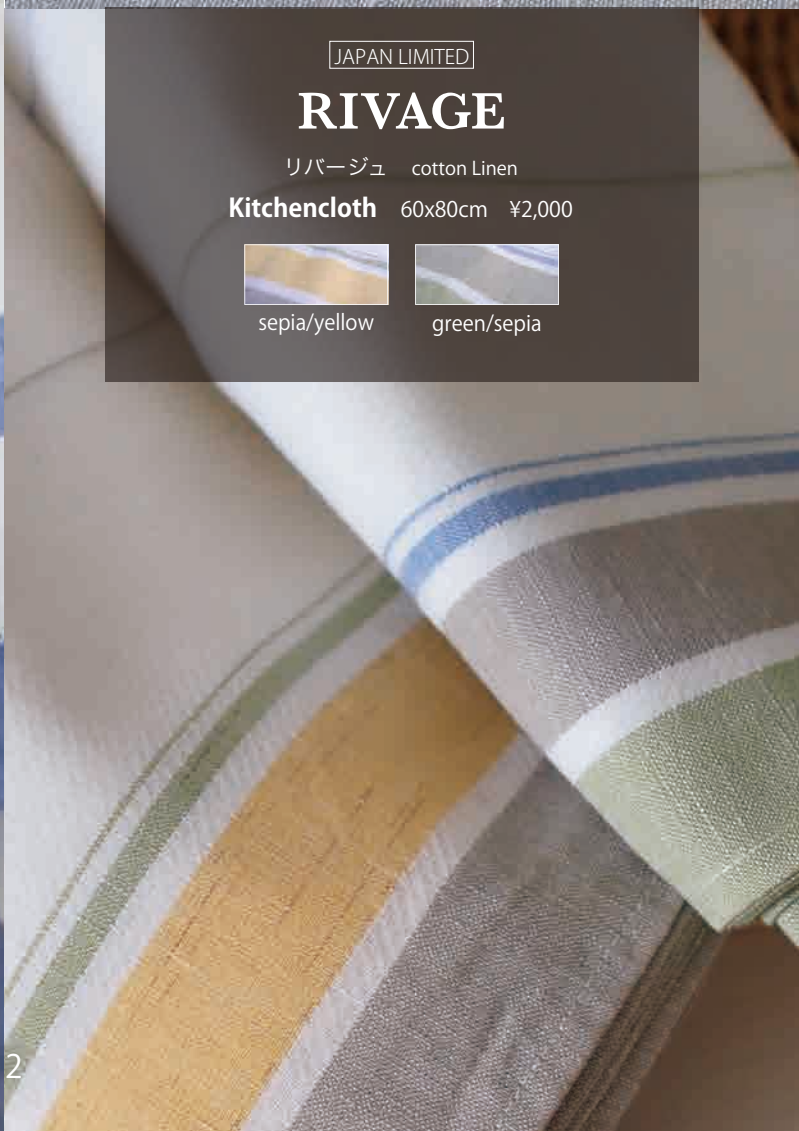 JAPAN LIMITED
RIVAGE
リバージュ cotton Linen
Kitchencloth 60x80cm ¥2,000
sepia/yellow green/sepia
2